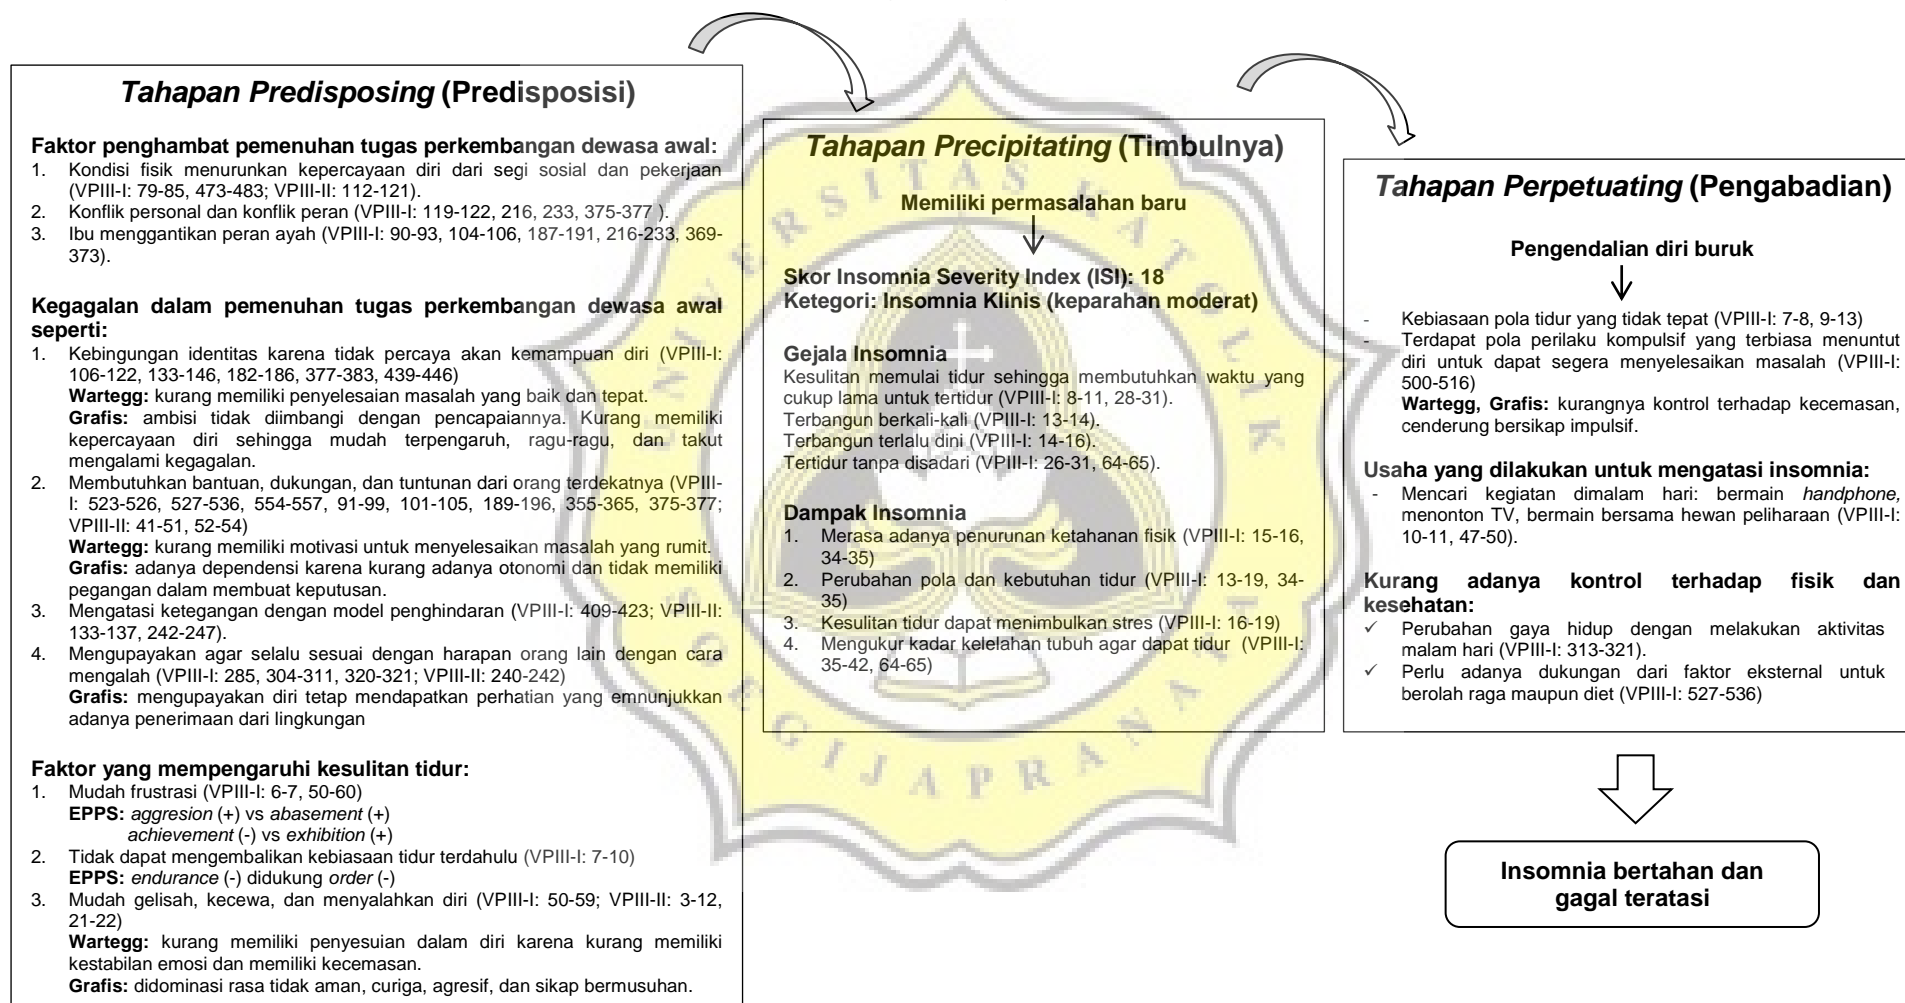 Tahapan Predisposing (Predisposisi)
Faktor penghambat pemenuhan tugas perkembangan dewasa awal:
1. Kondisi fisik menurunkan kepercayaan diri dari segi sosial dan pekerjaan
(VPIII-I: 79-85, 473-483; VPIII-II: 112-121).
2. Konflik personal dan konflik peran (VPIII-I: 119-122, 216, 233, 375-377 ).
3. Ibu menggantikan peran ayah (VPIII-I: 90-93, 104-106, 187-191, 216-233, 369-
373).
Kegagalan dalam pemenuhan tugas perkembangan dewasa awal
seperti:
1. Kebingungan identitas karena tidak percaya akan kemampuan diri (VPIII-I:
106-122, 133-146, 182-186, 377-383, 439-446)
Wartegg: kurang memiliki penyelesaian masalah yang baik dan tepat.
Grafis: ambisi tidak diimbangi dengan pencapaiannya. Kurang memiliki
kepercayaan diri sehingga mudah terpengaruh, ragu-ragu, dan takut
mengalami kegagalan.
2. Membutuhkan bantuan, dukungan, dan tuntunan dari orang terdekatnya (VPIII-
I: 523-526, 527-536, 554-557, 91-99, 101-105, 189-196, 355-365, 375-377;
VPIII-II: 41-51, 52-54)
Wartegg: kurang memiliki motivasi untuk menyelesaikan masalah yang rumit.
Grafis: adanya dependensi karena kurang adanya otonomi dan tidak memiliki
pegangan dalam membuat keputusan.
3. Mengatasi ketegangan dengan model penghindaran (VPIII-I: 409-423; VPIII-II:
133-137, 242-247).
4. Mengupayakan agar selalu sesuai dengan harapan orang lain dengan cara
mengalah (VPIII-I: 285, 304-311, 320-321; VPIII-II: 240-242)
Grafis: mengupayakan diri tetap mendapatkan perhatian yang emnunjukkan
adanya penerimaan dari lingkungan
Faktor yang mempengaruhi kesulitan tidur:
1. Mudah frustrasi (VPIII-I: 6-7, 50-60)
EPPS: aggresion (+) vs abasement (+)
achievement (-) vs exhibition (+)
2. Tidak dapat mengembalikan kebiasaan tidur terdahulu (VPIII-I: 7-10)
EPPS: endurance (-) didukung order (-)
3. Mudah gelisah, kecewa, dan menyalahkan diri (VPIII-I: 50-59; VPIII-II: 3-12,
21-22)
Wartegg: kurang memiliki penyesuian dalam diri karena kurang memiliki
kestabilan emosi dan memiliki kecemasan.
Grafis: didominasi rasa tidak aman, curiga, agresif, dan sikap bermusuhan.
Tahapan Precipitating (Timbulnya)
Memiliki permasalahan baru
Skor Insomnia Severity Index (ISI): 18
Ketegori: Insomnia Klinis (keparahan moderat)
Gejala Insomnia
Kesulitan memulai tidur sehingga membutuhkan waktu yang
cukup lama untuk tertidur (VPIII-I: 8-11, 28-31).
Terbangun berkali-kali (VPIII-I: 13-14).
Terbangun terlalu dini (VPIII-I: 14-16).
Tertidur tanpa disadari (VPIII-I: 26-31, 64-65).
Dampak Insomnia
1. Merasa adanya penurunan ketahanan fisik (VPIII-I: 15-16,
34-35)
2. Perubahan pola dan kebutuhan tidur (VPIII-I: 13-19, 34-
35)
3. Kesulitan tidur dapat menimbulkan stres (VPIII-I: 16-19)
4. Mengukur kadar kelelahan tubuh agar dapat tidur (VPIII-I:
35-42, 64-65)
Tahapan Perpetuating (Pengabadian)
Pengendalian diri buruk
- Kebiasaan pola tidur yang tidak tepat (VPIII-I: 7-8, 9-13)
- Terdapat pola perilaku kompulsif yang terbiasa menuntut
diri untuk dapat segera menyelesaikan masalah (VPIII-I:
500-516)
Wartegg, Grafis: kurangnya kontrol terhadap kecemasan,
cenderung bersikap impulsif.
Usaha yang dilakukan untuk mengatasi insomnia:
- Mencari kegiatan dimalam hari: bermain handphone,
menonton TV, bermain bersama hewan peliharaan (VPIII-I:
10-11, 47-50).
Kurang adanya kontrol terhadap fisik dan
kesehatan:
✓ Perubahan gaya hidup dengan melakukan aktivitas
malam hari (VPIII-I: 313-321).
✓ Perlu adanya dukungan dari faktor eksternal untuk
berolah raga maupun diet (VPIII-I: 527-536)
Insomnia bertahan dan
gagal teratasi
UNIVERSITAS KATOLIK
SOEGIJAPRANATA